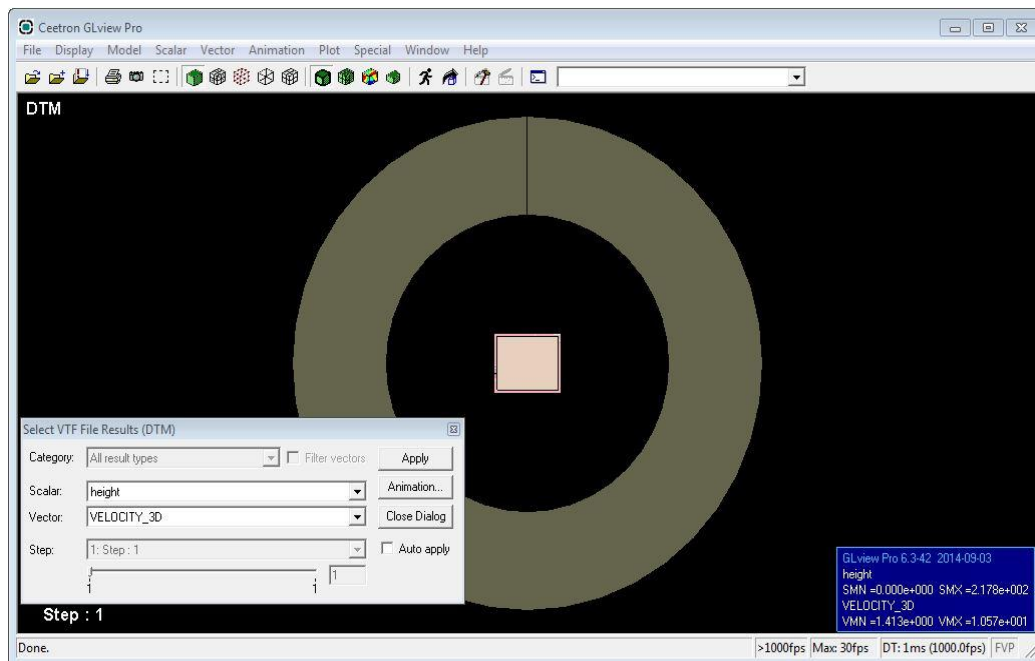 Ceetron GLview Pro
File Display Model Scalar Vector Animation Plot Special Window Help
DTM
Select VTF File Results (DTM)
Category: All result types Filter vectors Apply
Scalar: height Animation...
Vector: VELOCITY_3D Close Dialog
Step: 1: Step : 1 Auto apply
1
1 1
Step : 1
GLview Pro 6.3-42 2014-09-03
height
SMN =0.000e+000 SMX =2.178e+002
VELOCITY_3D
VMN =1.413e+000 VMX =1.057e+001
Done. >1000fps Max: 30fps DT: 1ms (1000.0fps) FVP